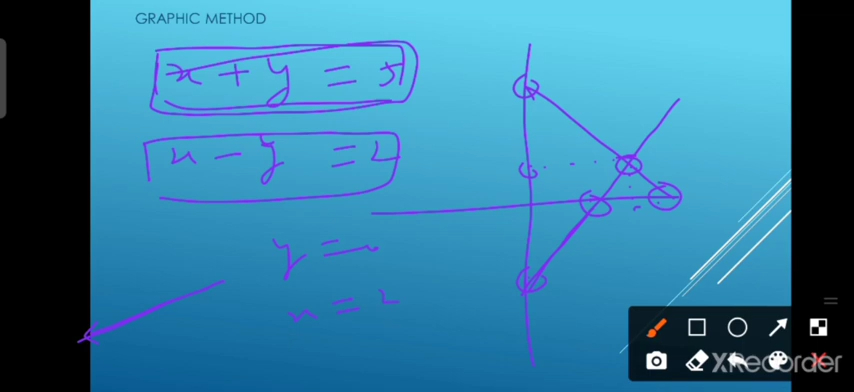 GRAPHIC METHOD
x + y = 5
x - y = 2
y =
x = 2
XRecorder